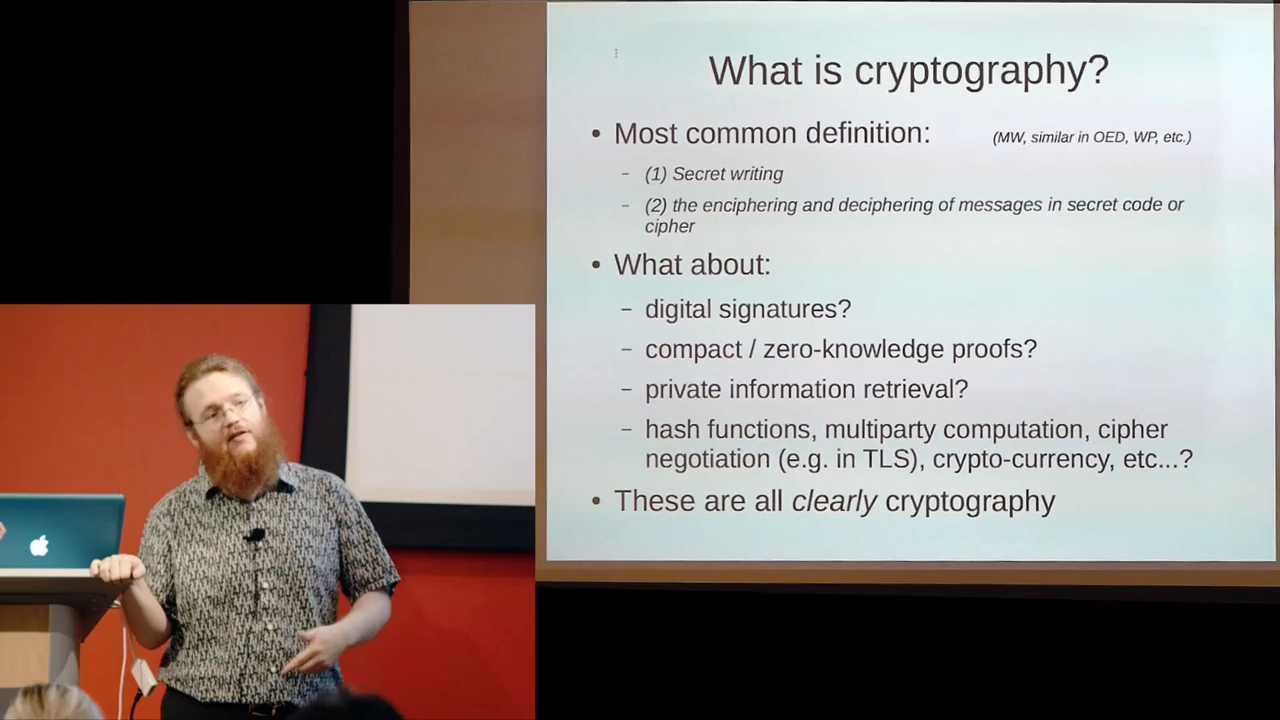 What is cryptography?
• Most common definition: (MW, similar in OED, WP, etc.)
– (1) Secret writing
– (2) the enciphering and deciphering of messages in secret code or
cipher
• What about:
– digital signatures?
– compact / zero-knowledge proofs?
– private information retrieval?
– hash functions, multiparty computation, cipher
negotiation (e.g. in TLS), crypto-currency, etc...?
• These are all clearly cryptography